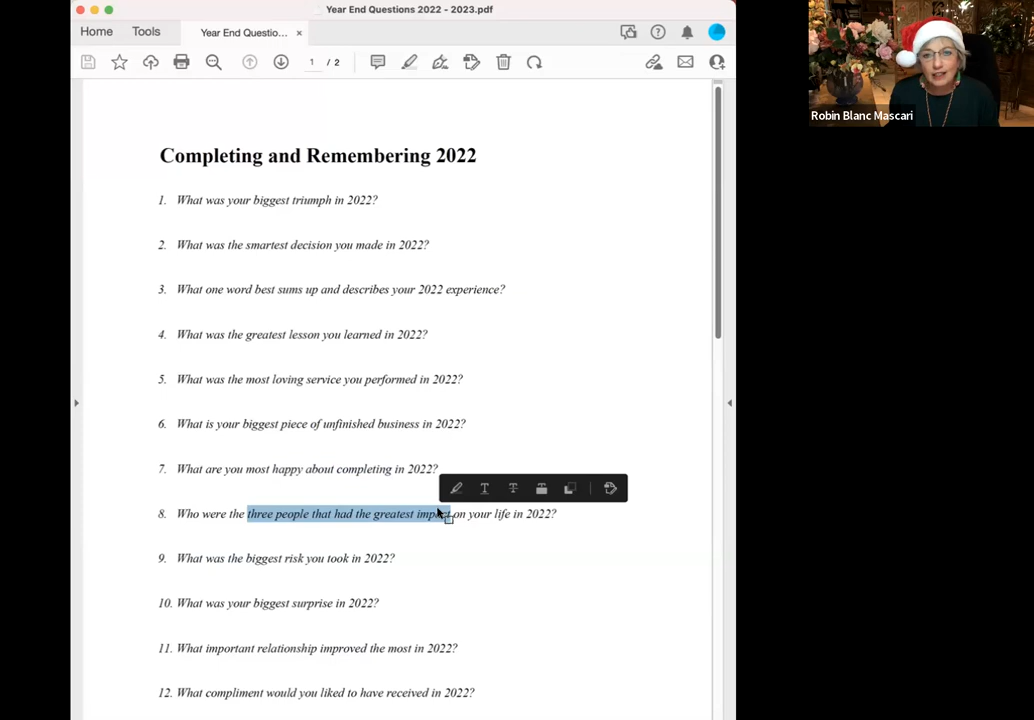 Year End Questions 2022 - 2023.pdf
Home Tools Year End Questio... ×
1 / 2
Robin Blanc Mascari
Completing and Remembering 2022
1. What was your biggest triumph in 2022?
2. What was the smartest decision you made in 2022?
3. What one word best sums up and describes your 2022 experience?
4. What was the greatest lesson you learned in 2022?
5. What was the most loving service you performed in 2022?
6. What is your biggest piece of unfinished business in 2022?
7. What are you most happy about completing in 2022?
8. Who were the three people that had the greatest impact on your life in 2022?
9. What was the biggest risk you took in 2022?
10. What was your biggest surprise in 2022?
11. What important relationship improved the most in 2022?
12. What compliment would you liked to have received in 2022?